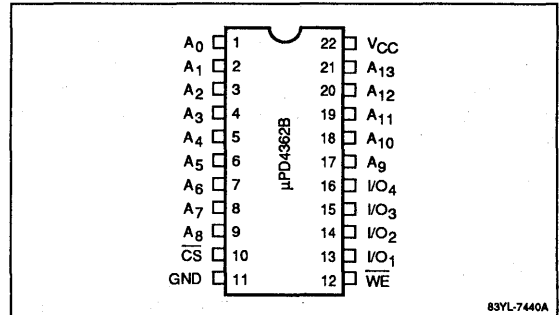 A0 1 22 VCC
A1 2 21 A13
A2 3 20 A12
A3 4 19 A11
A4 5 18 A10
A5 6 17 A9
A6 7 16 I/O4
A7 8 15 I/O3
A8 9 14 I/O2
CS 10 13 I/O1
GND 11 12 WE
µPD4362B
83YL-7440A